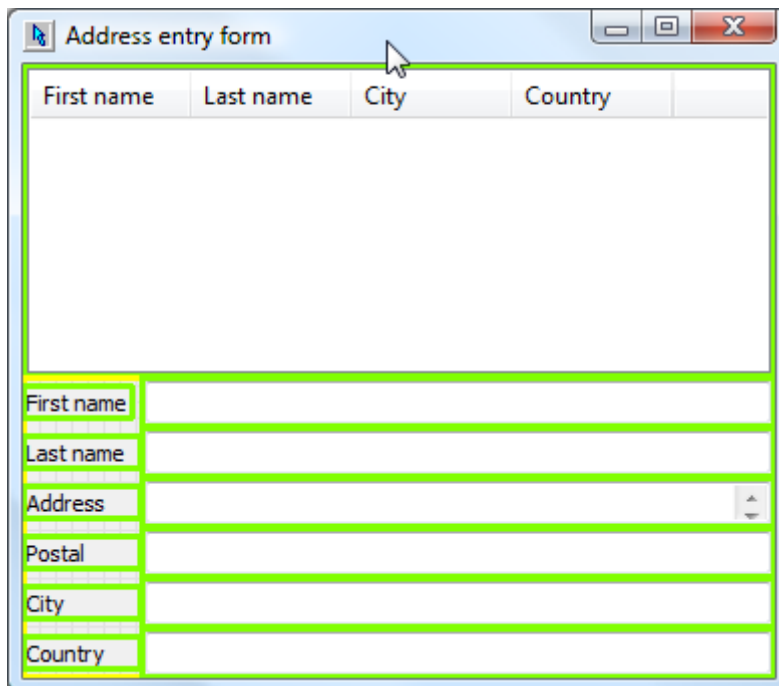 Address entry form
First name Last name City Country
First name
Last name
Address
Postal
City
Country